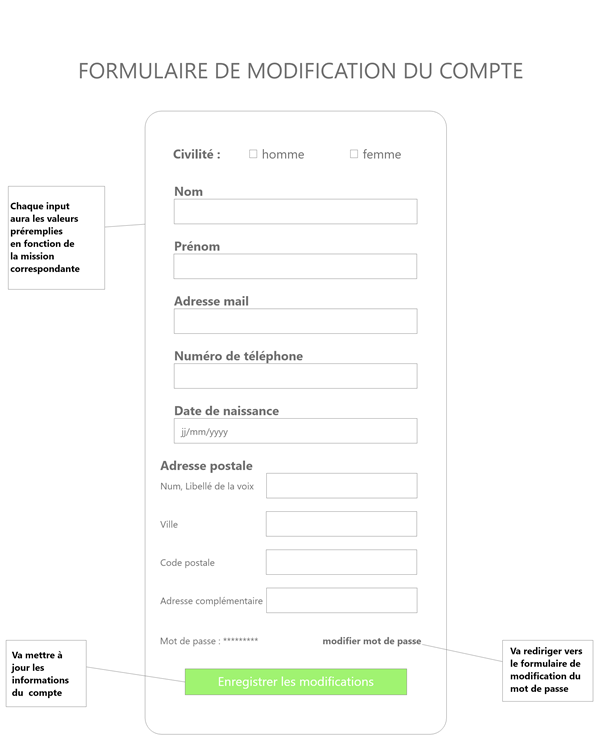 FORMULAIRE DE MODIFICATION DU COMPTE
Civilité : homme femme
Chaque input
aura les valeurs
préremplies
en fonction de
la mission
correspondante
Nom
Prénom
Adresse mail
Numéro de téléphone
Date de naissance
jj/mm/yyyy
Adresse postale
Num, Libellé de la voix
Ville
Code postale
Adresse complémentaire
Mot de passe : ********* modifier mot de passe
Va mettre à
jour les
informations
du compte
Enregistrer les modifications
Va rediriger vers
le formulaire de
modification du
mot de passe